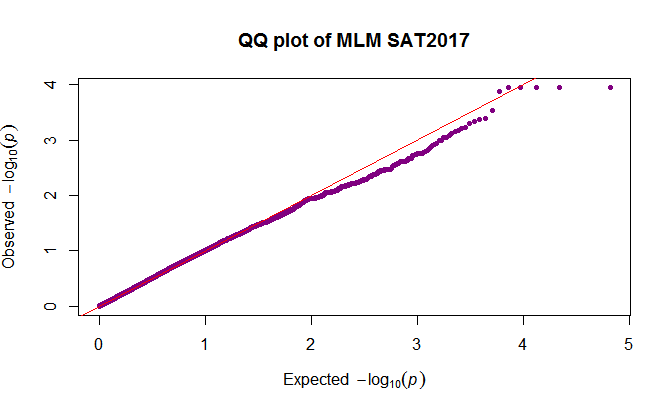 QQ plot of MLM SAT2017
Observed −log10(p)
4
3
2
1
0
0 1 2 3 4 5
Expected −log10(p)